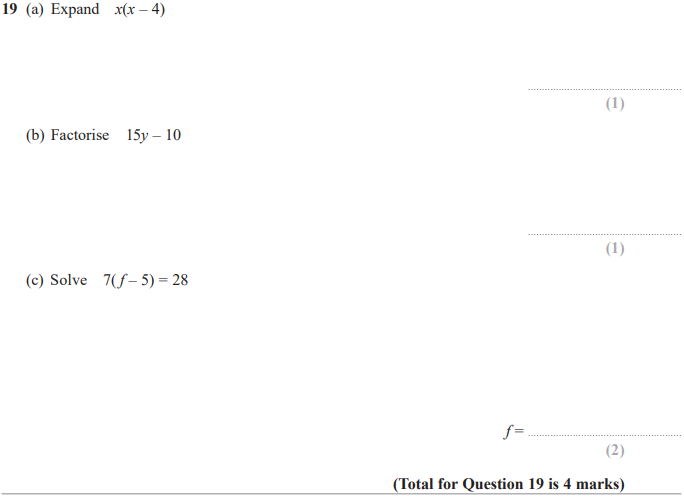 19 (a) Expand x(x – 4)
(1)
(b) Factorise 15y – 10
(1)
(c) Solve 7(f – 5) = 28
f =
(2)
(Total for Question 19 is 4 marks)